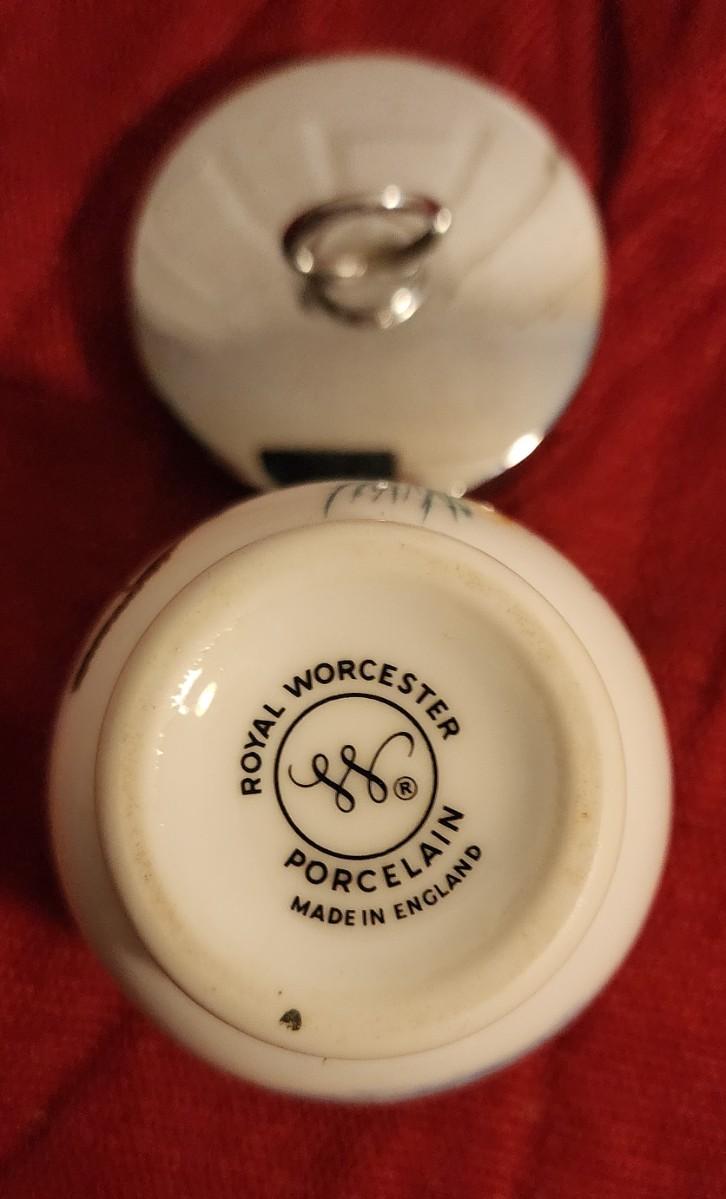 ROYAL WORCESTER
W®
PORCELAIN
MADE IN ENGLAND